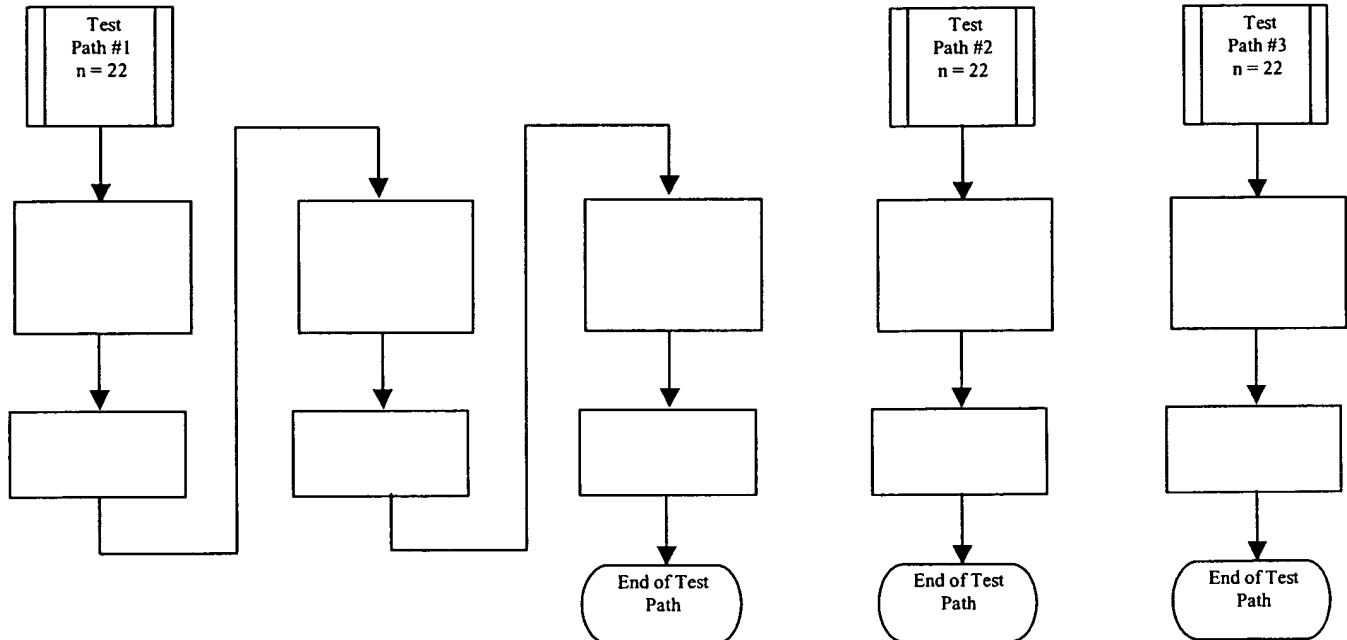 Test
Path #1
n = 22
Test
Path #2
n = 22
Test
Path #3
n = 22
End of Test
Path
End of Test
Path
End of Test
Path